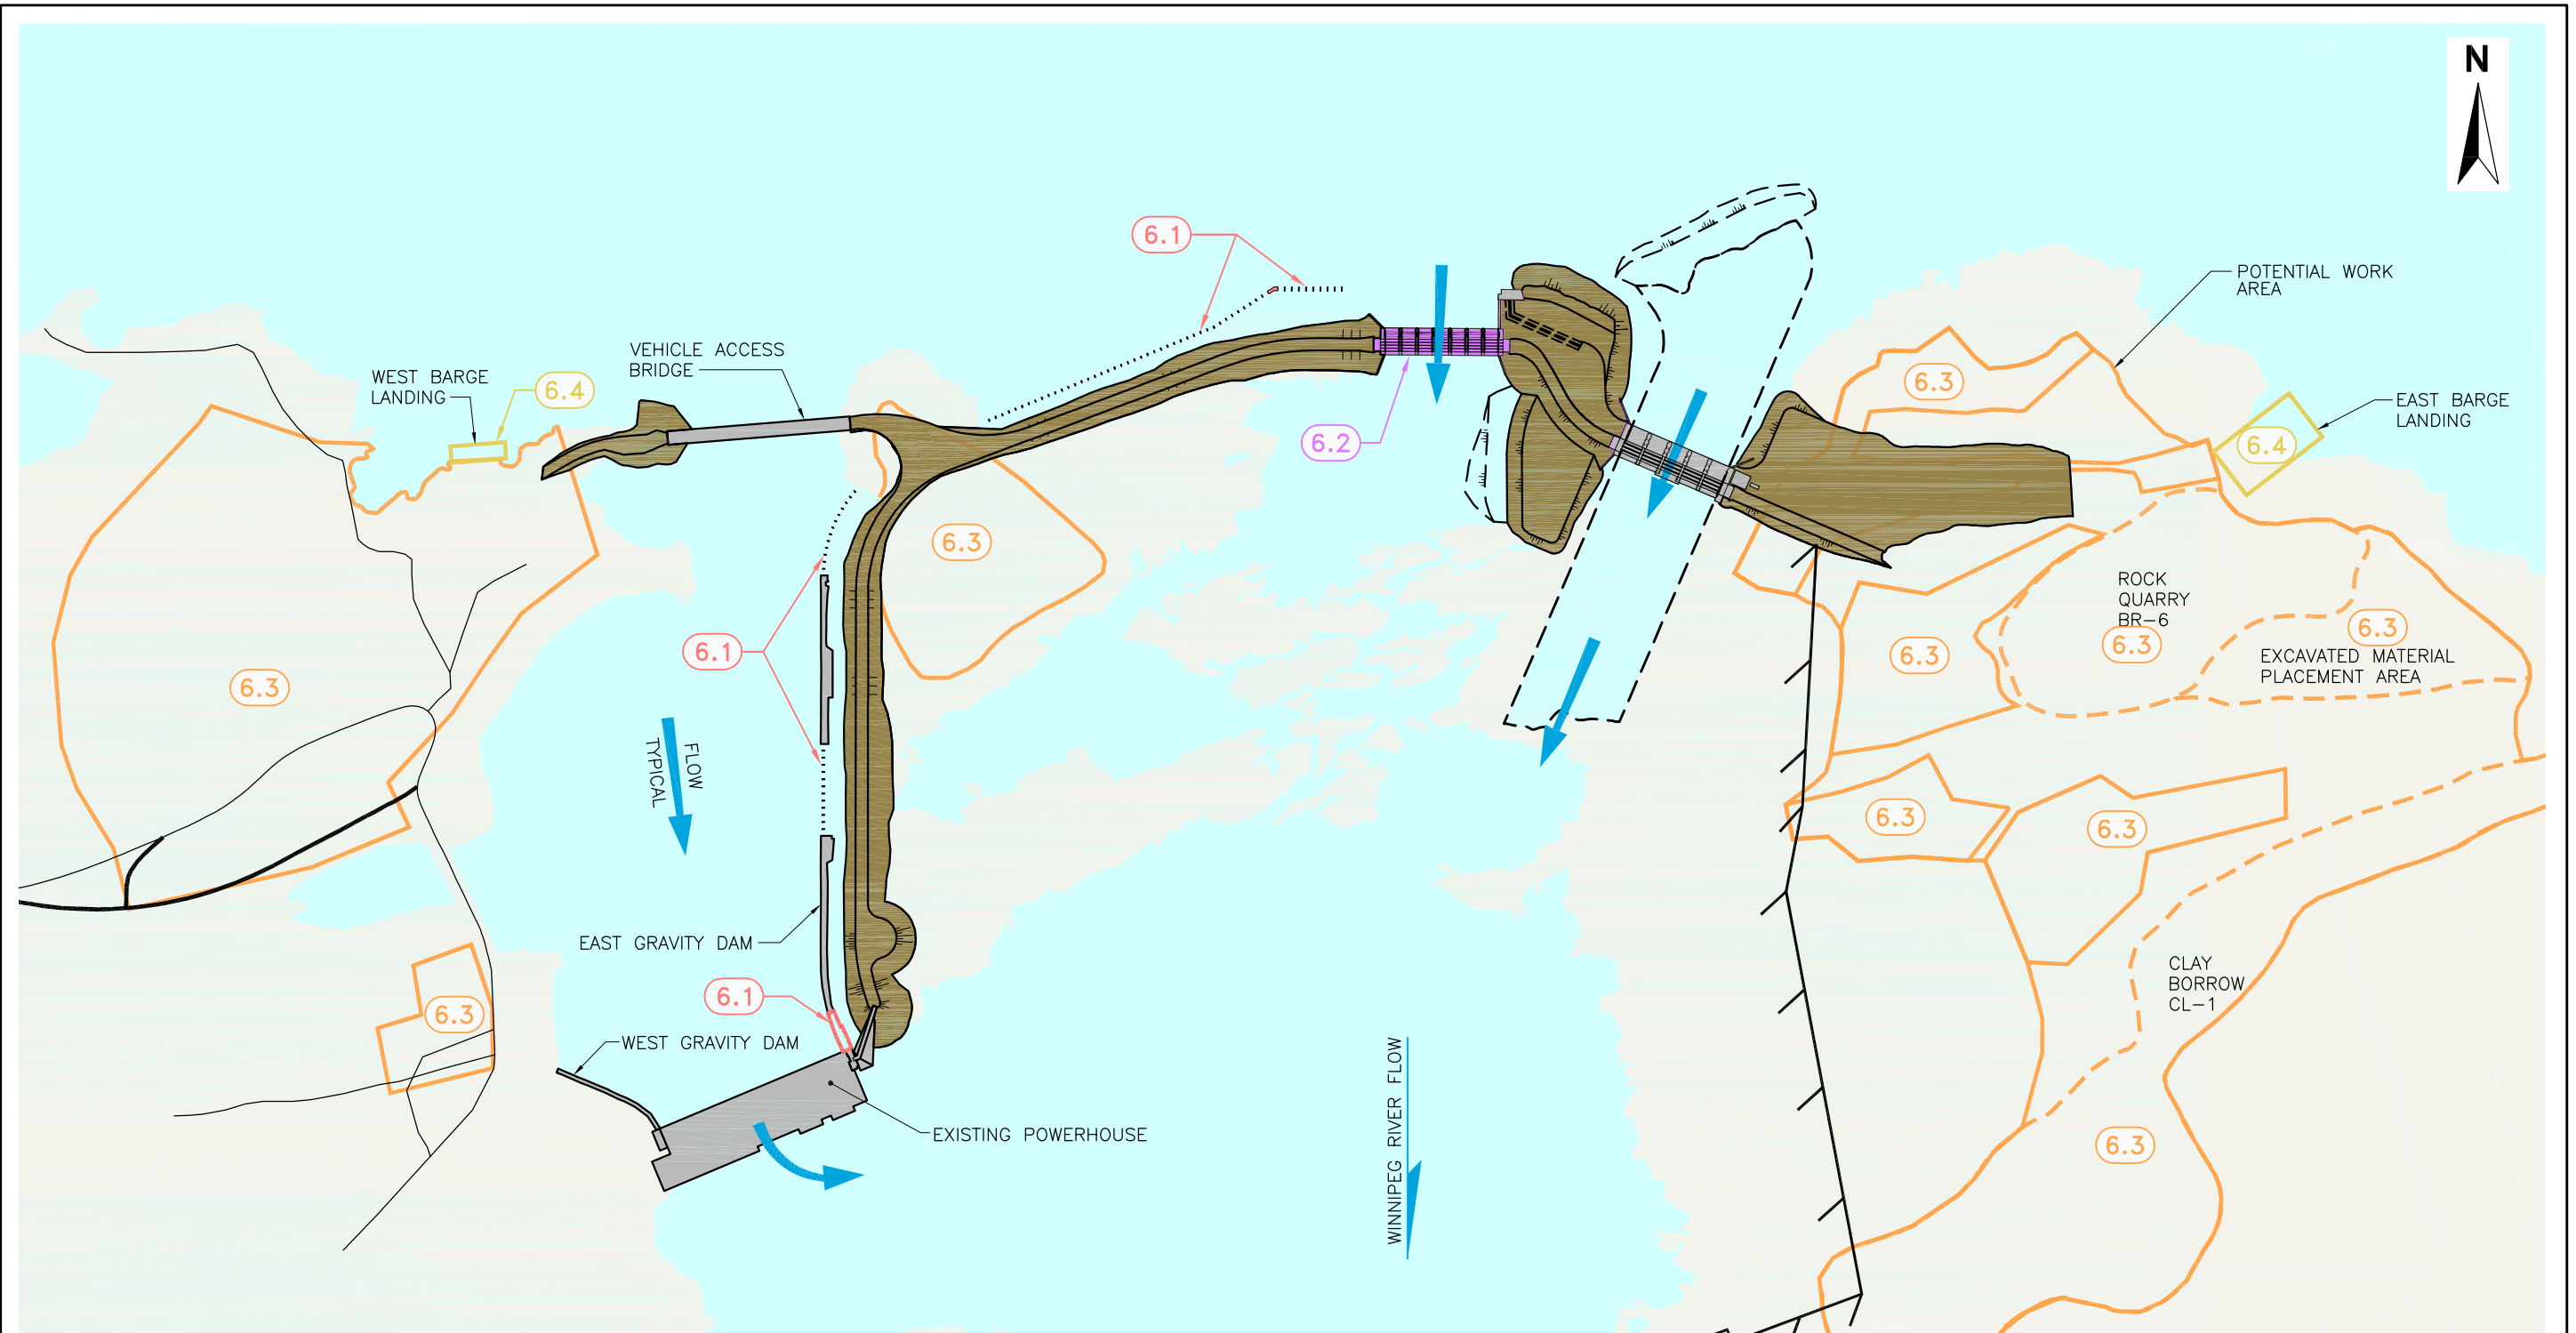 N
6.1
POTENTIAL WORK
AREA
VEHICLE ACCESS
BRIDGE
WEST BARGE
LANDING
6.4
6.3
EAST BARGE
LANDING
6.2
6.4
6.3
ROCK
QUARRY
BR-6
6.3
6.3
6.3
EXCAVATED MATERIAL
PLACEMENT AREA
6.1
6.3
FLOW
TYPICAL
6.3
6.3
EAST GRAVITY DAM
CLAY
BORROW
CL-1
6.1
6.3
WEST GRAVITY DAM
WINNIPEG RIVER FLOW
EXISTING POWERHOUSE
6.3